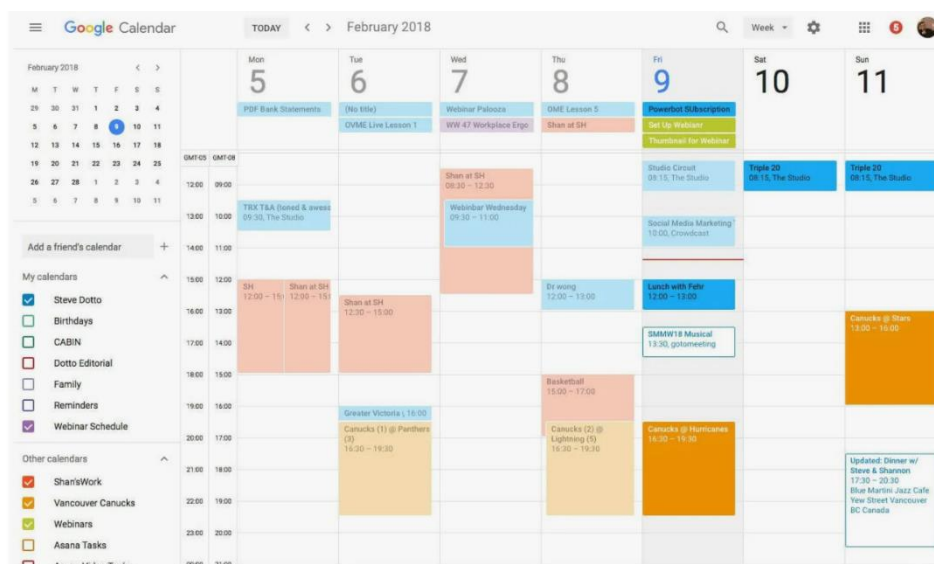 Google Calendar
TODAY
February 2018
Week
6
February 2018
M T W T F S S
29 30 31 1 2 3 4
5 6 7 8 9 10 11
12 13 14 15 16 17 18
19 20 21 22 23 24 25
26 27 28 1 2 3 4
5 6 7 8 9 10 11
Add a friend's calendar
My calendars
Steve Dotto
Birthdays
CABIN
Dotto Editorial
Family
Reminders
Webinar Schedule
Other calendars
Shan'sWork
Vancouver Canucks
Webinars
Asana Tasks
Mon
5
Tue
6
Wed
7
Thu
8
Fri
9
Sat
10
Sun
11
PDF Bank Statements
(No title)
OVME Live Lesson 1
Webinar Palooza
WW 47 Workplace Ergo
OME Lesson 5
Shan at SH
Powerbot SUbscription
Set Up Webianr
Thumbnail for Webinar
GMT-05 GMT-08
12:00 09:00
13:00 10:00
14:00 11:00
15:00 12:00
16:00 13:00
17:00 14:00
18:00 15:00
19:00 16:00
20:00 17:00
21:00 18:00
22:00 19:00
23:00 20:00
TRX T&A (toned & awes
09:30, The Studio
SH
12:00 – 15:
Shan at SH
12:00 – 15:
Shan at SH
12:30 – 15:00
Greater Victoria 16:00
Canucks (1) @ Panthers
(3)
16:30 – 19:30
Shan at SH
08:30 – 12:30
Webinbar Wednesday
09:30 – 11:00
Dr wong
12:00 – 13:00
Basketball
15:00 – 17:00
Canucks (2) @
Lightning (5)
16:30 – 19:30
Studio Circuit
08:15, The Studio
Social Media Marketing
10:00, Crowdcast
Lunch with Fehr
12:00 – 13:00
SMMW18 Musical
13:30, gotomeeting
Canucks @ Hurricanes
16:30 – 19:30
Triple 20
08:15, The Studio
Triple 20
08:15, The Studio
Canucks @ Stars
13:00 – 16:00
Updated: Dinner w/
Steve & Shannon
17:30 – 20:30
Blue Martini Jazz Cafe
Yew Street Vancouver
BC Canada